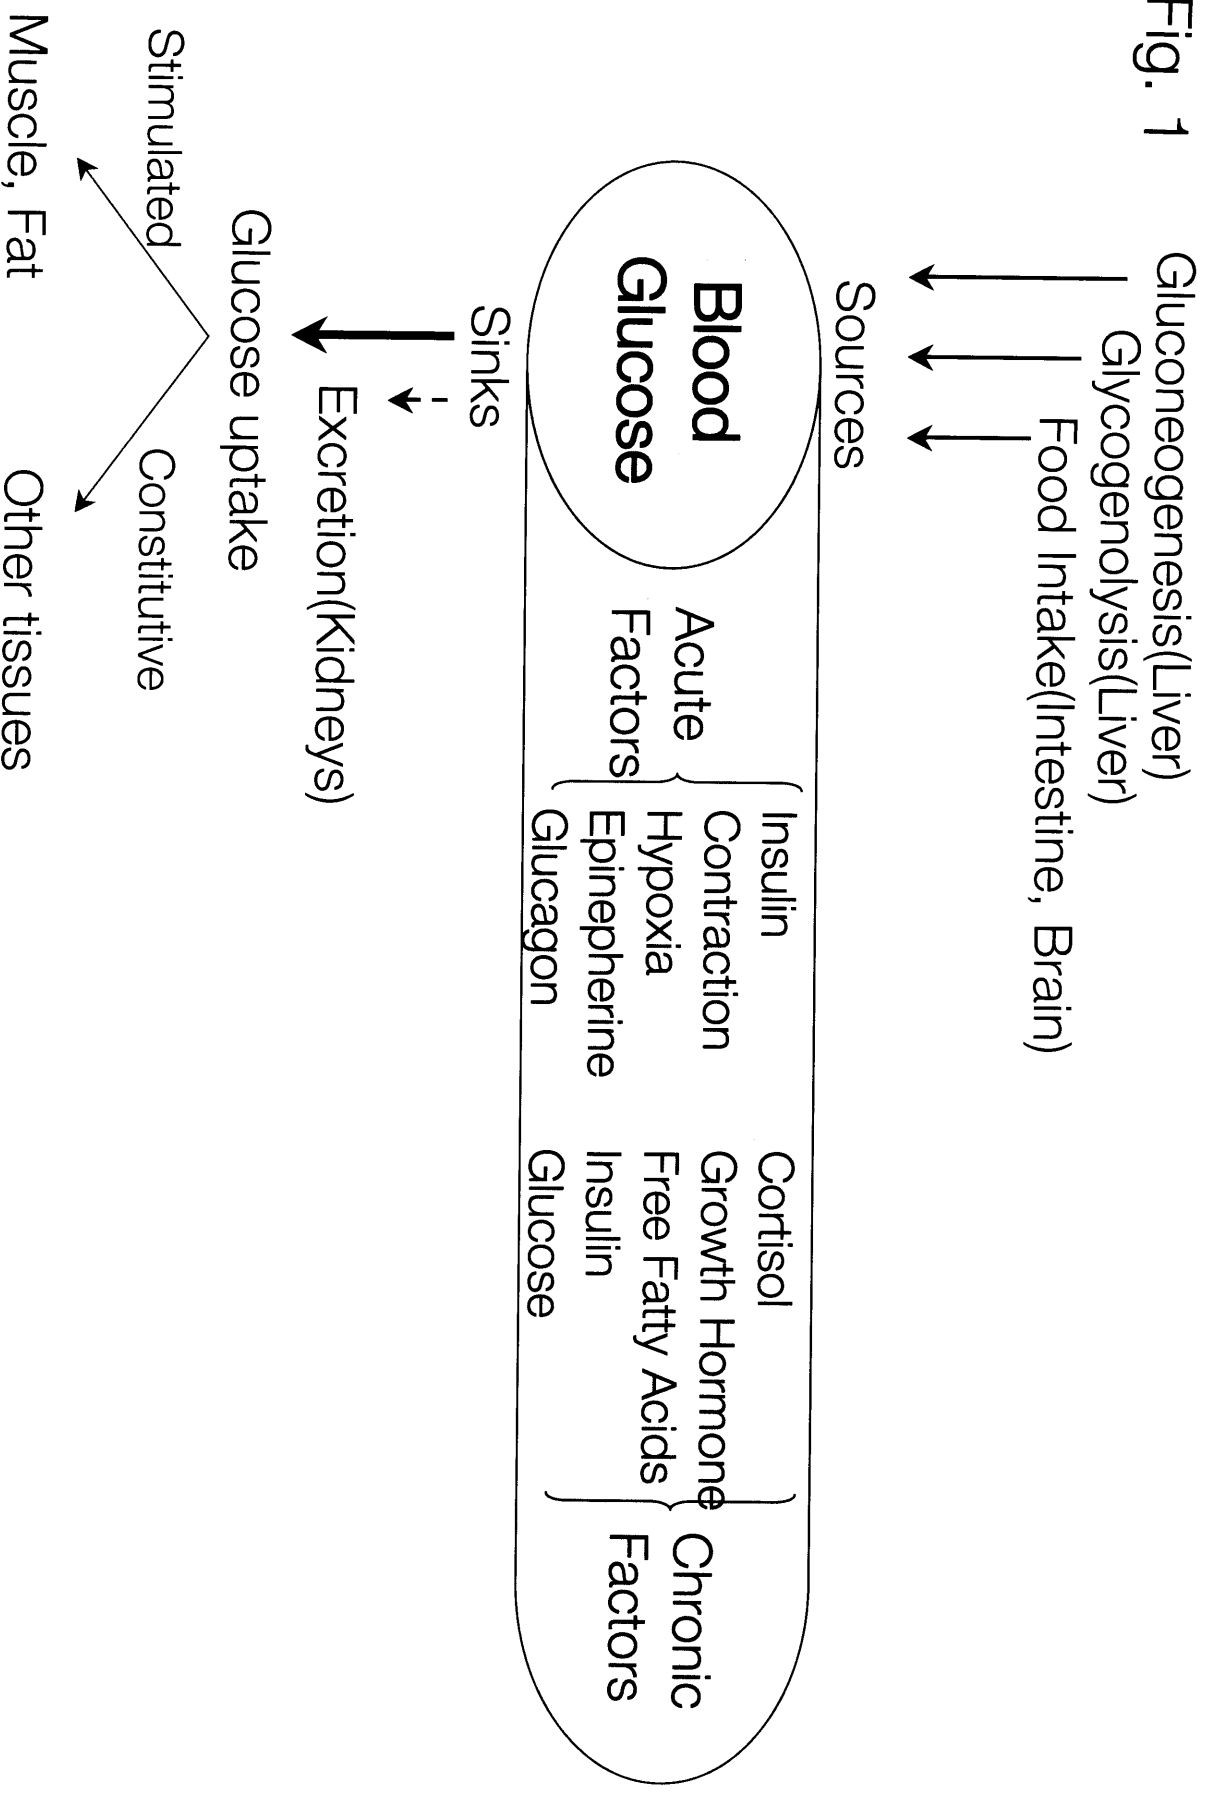 Fig. 1
Gluconeogenesis(Liver)
Glycogenolysis(Liver)
Food Intake(Intestine, Brain)
Sources
Blood
Glucose
Acute
Factors
Insulin
Contraction
Hypoxia
Epinepherine
Glucagon
Cortisol
Growth Hormone
Free Fatty Acids
Insulin
Glucose
Chronic
Factors
Sinks
Excretion(Kidneys)
Glucose uptake
Stimulated
Constitutive
Muscle, Fat
Other tissues